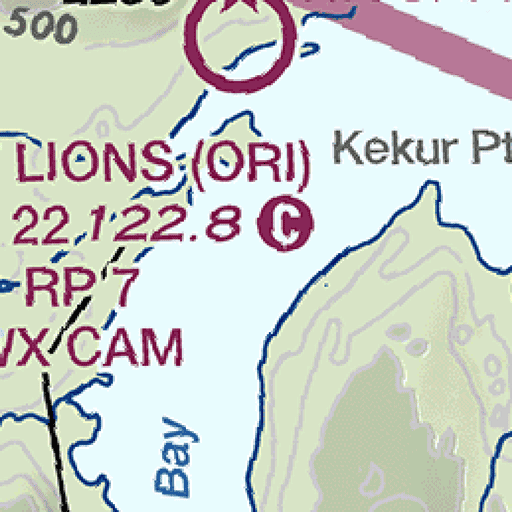 500
LIONS (ORI)
Kekur Pt
22 122.8 C
RP 7
WX CAM
Bay